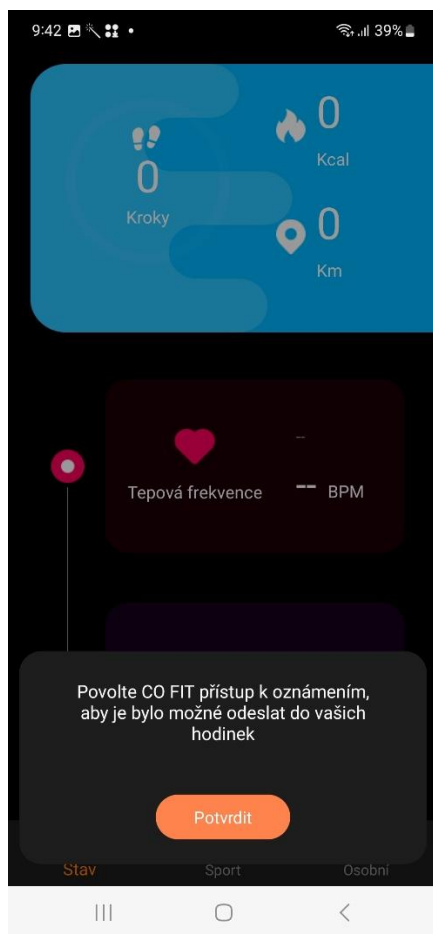 9:42
39%
0
Kroky
0
Kcal
0
Km
--
Tepová frekvence
-- BPM
Povolte CO FIT přístup k oznámením,
aby je bylo možné odeslat do vašich
hodinek
Potvrdit
Stav Sport Osobní